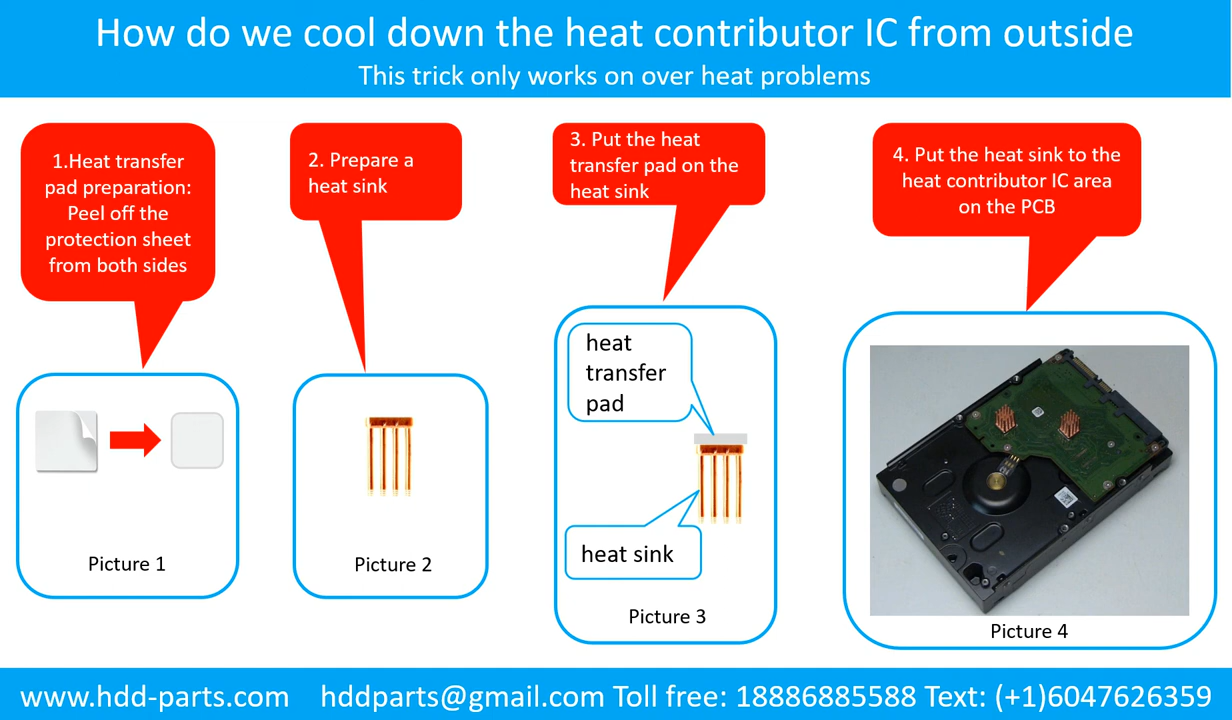 How do we cool down the heat contributor IC from outside
This trick only works on over heat problems
1.Heat transfer
pad preparation:
Peel off the
protection sheet
from both sides
2. Prepare a
heat sink
3. Put the heat
transfer pad on the
heat sink
4. Put the heat sink to the
heat contributor IC area
on the PCB
Picture 1
Picture 2
heat
transfer
pad
heat sink
Picture 3
Picture 4
www.hdd-parts.com hddparts@gmail.com Toll free: 18886885588 Text: (+1)6047626359